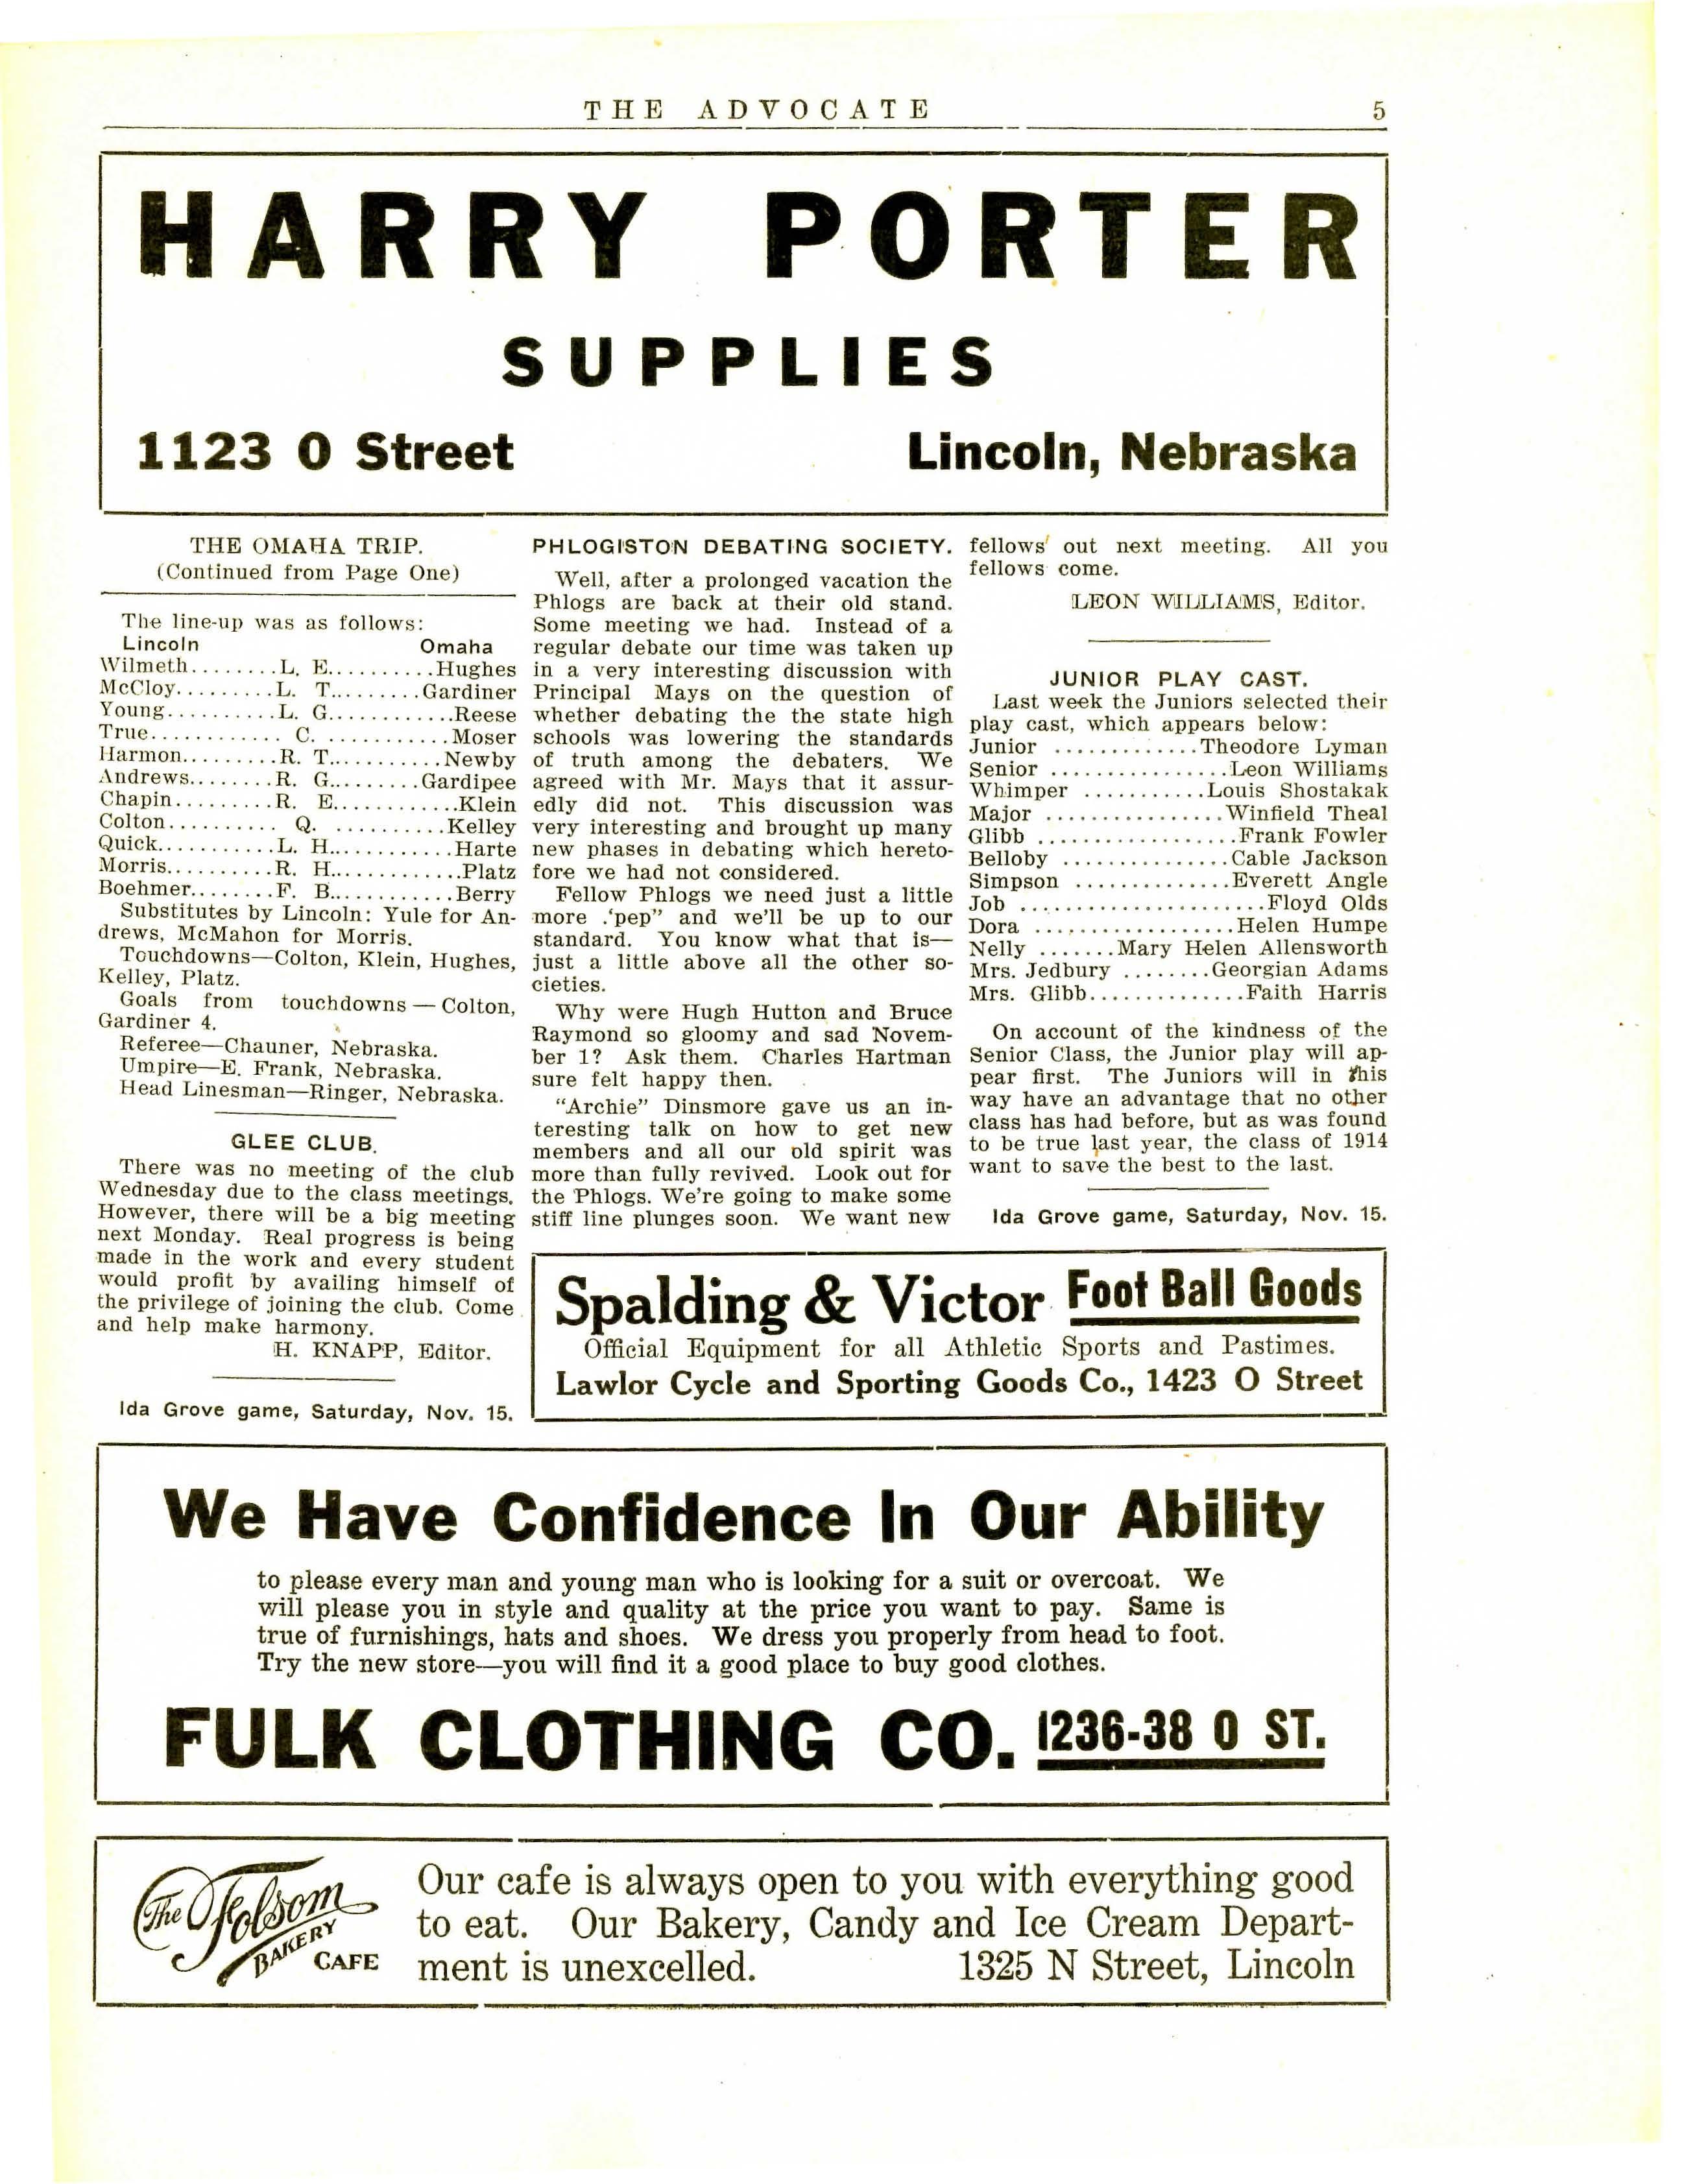 THE ADVOCATE 5
HARRY PORTER
SUPPLIES
1123 O Street Lincoln, Nebraska
THE OMAHA TRIP.
(Continued from Page One)
The line-up was as follows:
Lincoln Omaha
Wilmeth........L. E..........Hughes
McCloy.........L. T.........Gardiner
Young..........L. G............Reese
True............ C. ...........Moser
Harmon.........R. T..........Newby
Andrews........R. G........Gardipee
Chapin.........R. E............Klein
Colton.......... Q. ..........Kelley
Quick...........L. H............Harte
Morris..........R. H............Platz
Boehmer........F. B............Berry
Substitutes by Lincoln: Yule for An-
drews, McMahon for Morris.
Touchdowns—Colton, Klein, Hughes,
Kelley, Platz.
Goals from touchdowns — Colton,
Gardiner 4.
Referee—Chauner, Nebraska.
Umpire—E. Frank, Nebraska.
Head Linesman—Ringer, Nebraska.
GLEE CLUB.
There was no meeting of the club
Wednesday due to the class meetings.
However, there will be a big meeting
next Monday. Real progress is being
made in the work and every student
would profit by availing himself of
the privilege of joining the club. Come
and help make harmony.
H. KNAPP, Editor.
Ida Grove game, Saturday, Nov. 15.
PHLOGISTON DEBATING SOCIETY.
Well, after a prolonged vacation the
Phlogs are back at their old stand.
Some meeting we had. Instead of a
regular debate our time was taken up
in a very interesting discussion with
Principal Mays on the question of
whether debating the the state high
schools was lowering the standards
of truth among the debaters. We
agreed with Mr. Mays that it assur-
edly did not. This discussion was
very interesting and brought up many
new phases in debating which hereto-
fore we had not considered.
Fellow Phlogs we need just a little
more .‘pep” and we'll be up to our
standard. You know what that is—
just a little above all the other so-
cieties.
Why were Hugh Hutton and Bruce
Raymond so gloomy and sad Novem-
ber 1? Ask them. Charles Hartman
sure felt happy then.
“Archie” Dinsmore gave us an in-
teresting talk on how to get new
members and all our old spirit was
more than fully revived. Look out for
the Phlogs. We're going to make some
stiff line plunges soon. We want new
fellows out next meeting. All you
fellows come.
LEON WILLIAMS, Editor.
JUNIOR PLAY CAST.
Last week the Juniors selected their
play cast, which appears below:
Junior .............Theodore Lyman
Senior ................Leon Williams
Whimper ...........Louis Shostakak
Major ................Winfield Theal
Glibb ..................Frank Fowler
Belloby ...............Cable Jackson
Simpson ..............Everett Angle
Job ......................Floyd Olds
Dora ..................Helen Humpe
Nelly .......Mary Helen Allensworth
Mrs. Jedbury ........Georgian Adams
Mrs. Glibb..............Faith Harris
On account of the kindness of the
Senior Class, the Junior play will ap-
pear first. The Juniors will in this
way have an advantage that no other
class has had before, but as was found
to be true last year, the class of 1914
want to save the best to the last.
Ida Grove game, Saturday, Nov. 15.
Spalding & Victor Foot Ball Goods
Official Equipment for all Athletic Sports and Pastimes.
Lawlor Cycle and Sporting Goods Co., 1423 O Street
We Have Confidence In Our Ability
to please every man and young man who is looking for a suit or overcoat. We
will please you in style and quality at the price you want to pay. Same is
true of furnishings, hats and shoes. We dress you properly from head to foot.
Try the new store—you will find it a good place to buy good clothes.
FULK CLOTHING CO. 1236-38 O ST.
The Folsom
BAKERY
CAFE
Our cafe is always open to you with everything good
to eat. Our Bakery, Candy and Ice Cream Depart-
ment is unexcelled. 1325 N Street, Lincoln